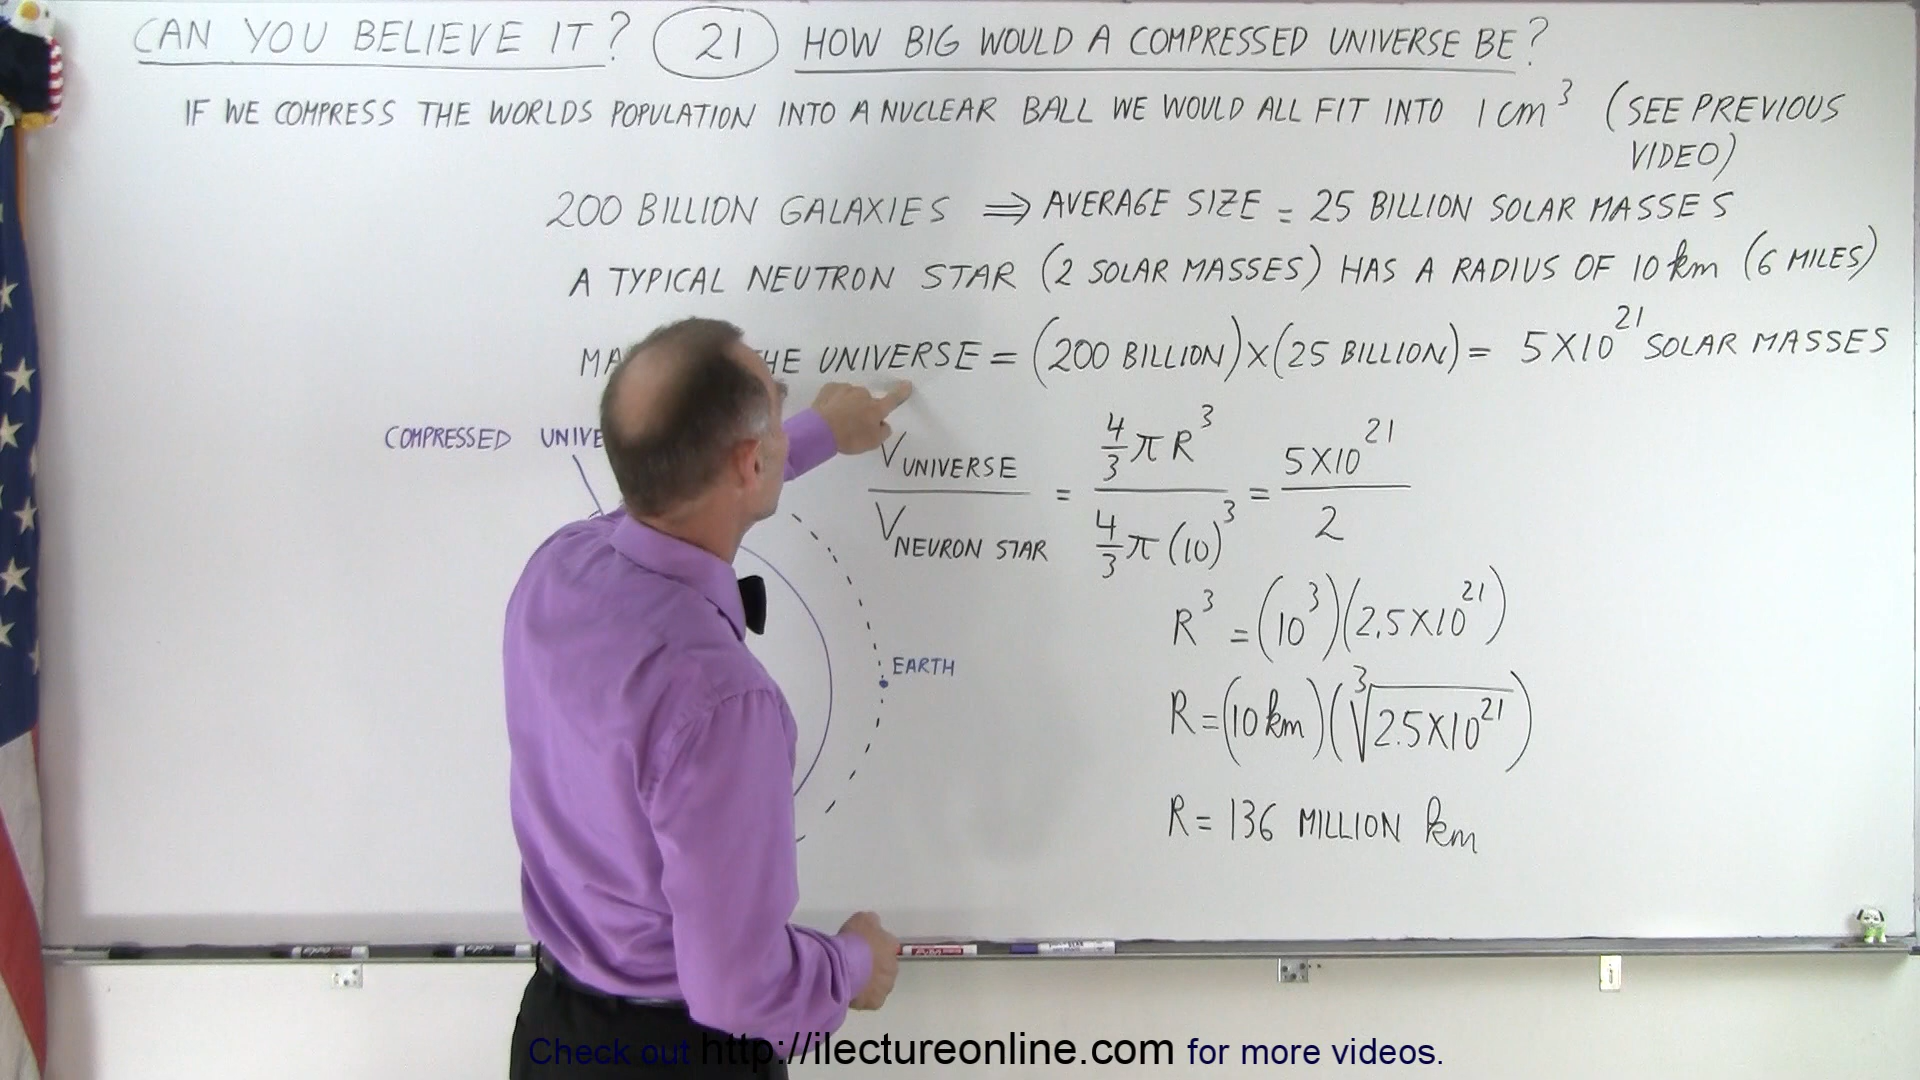 CAN YOU BELIEVE IT? 21 HOW BIG WOULD A COMPRESSED UNIVERSE BE?
IF WE COMPRESS THE WORLDS POPULATION INTO A NUCLEAR BALL WE WOULD ALL FIT INTO 1 cm³ (SEE PREVIOUS
VIDEO)
200 BILLION GALAXIES ⇒ AVERAGE SIZE = 25 BILLION SOLAR MASSES
A TYPICAL NEUTRON STAR (2 SOLAR MASSES) HAS A RADIUS OF 10 km (6 MILES)
UNIVERSE = (200 BILLION) X (25 BILLION) = 5X10²¹ SOLAR MASSES
COMPRESSED
V UNIVERSE / V NEURON STAR = 4/3 π R³ / 4/3 π (10)³ = 5X10²¹ / 2
R³ = (10³)(2.5X10²¹)
EARTH
R = (10 km)(∛2.5X10²¹)
R = 136 MILLION km
Check out http://ilectureonline.com for more videos.